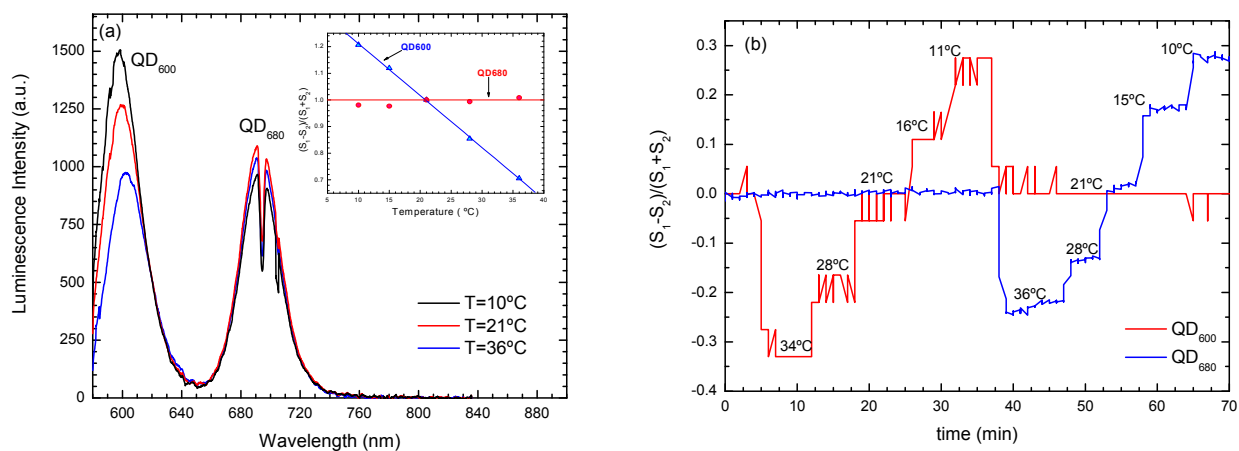 (a)
QD600
QD680
Luminescence Intensity (a.u.)
1500
1250
1000
750
500
250
0
600 640 680 720 760 800 840 880
Wavelength (nm)
T=10ºC
T=21ºC
T=36ºC
QD600
QD680
(S1-S2)/(S1+S2)
1.2
1.0
0.9
0.8
0.7
5 10 15 20 25 30 35 40
Temperature ( ºC)
(b)
(S1-S2)/(S1+S2)
0.3
0.2
0.1
0.0
-0.1
-0.2
-0.3
-0.4
0 10 20 30 40 50 60 70
time (min)
34ºC
28ºC
21ºC
16ºC
11ºC
36ºC
28ºC
21ºC
15ºC
10ºC
QD600
QD680